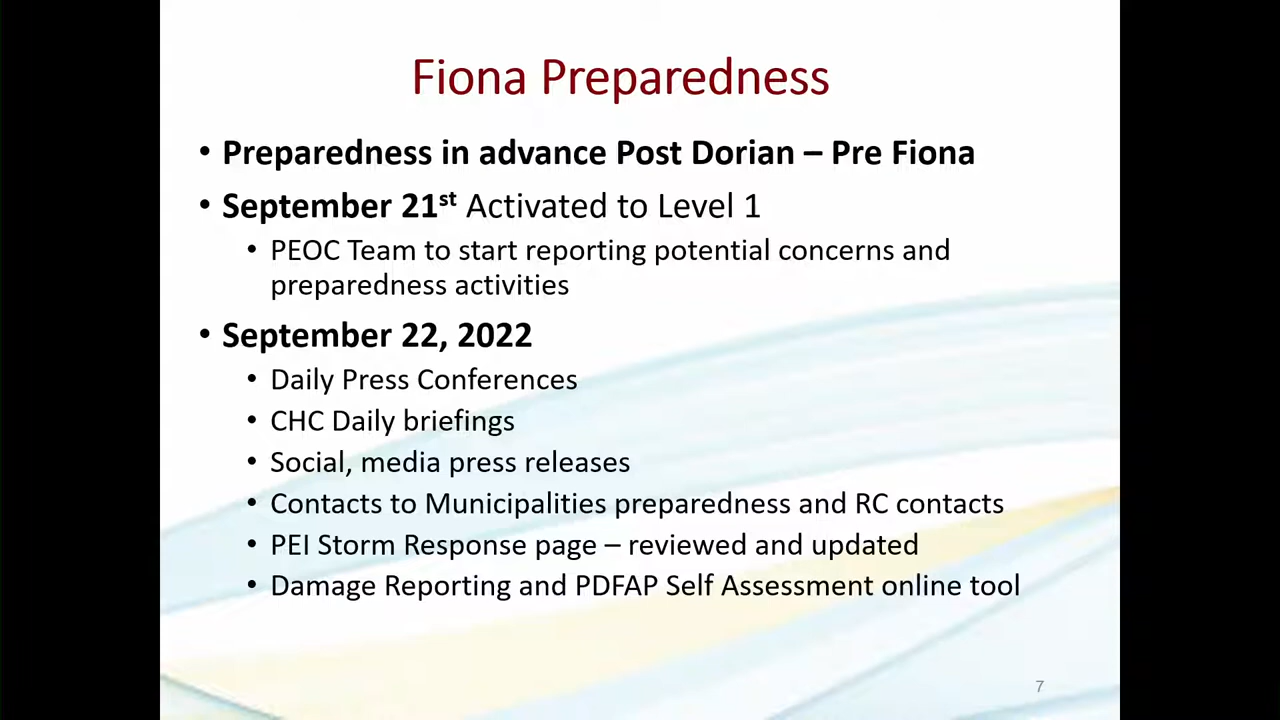 Fiona Preparedness
• Preparedness in advance Post Dorian – Pre Fiona
• September 21st Activated to Level 1
• PEOC Team to start reporting potential concerns and
preparedness activities
• September 22, 2022
• Daily Press Conferences
• CHC Daily briefings
• Social, media press releases
• Contacts to Municipalities preparedness and RC contacts
• PEI Storm Response page – reviewed and updated
• Damage Reporting and PDFAP Self Assessment online tool
7